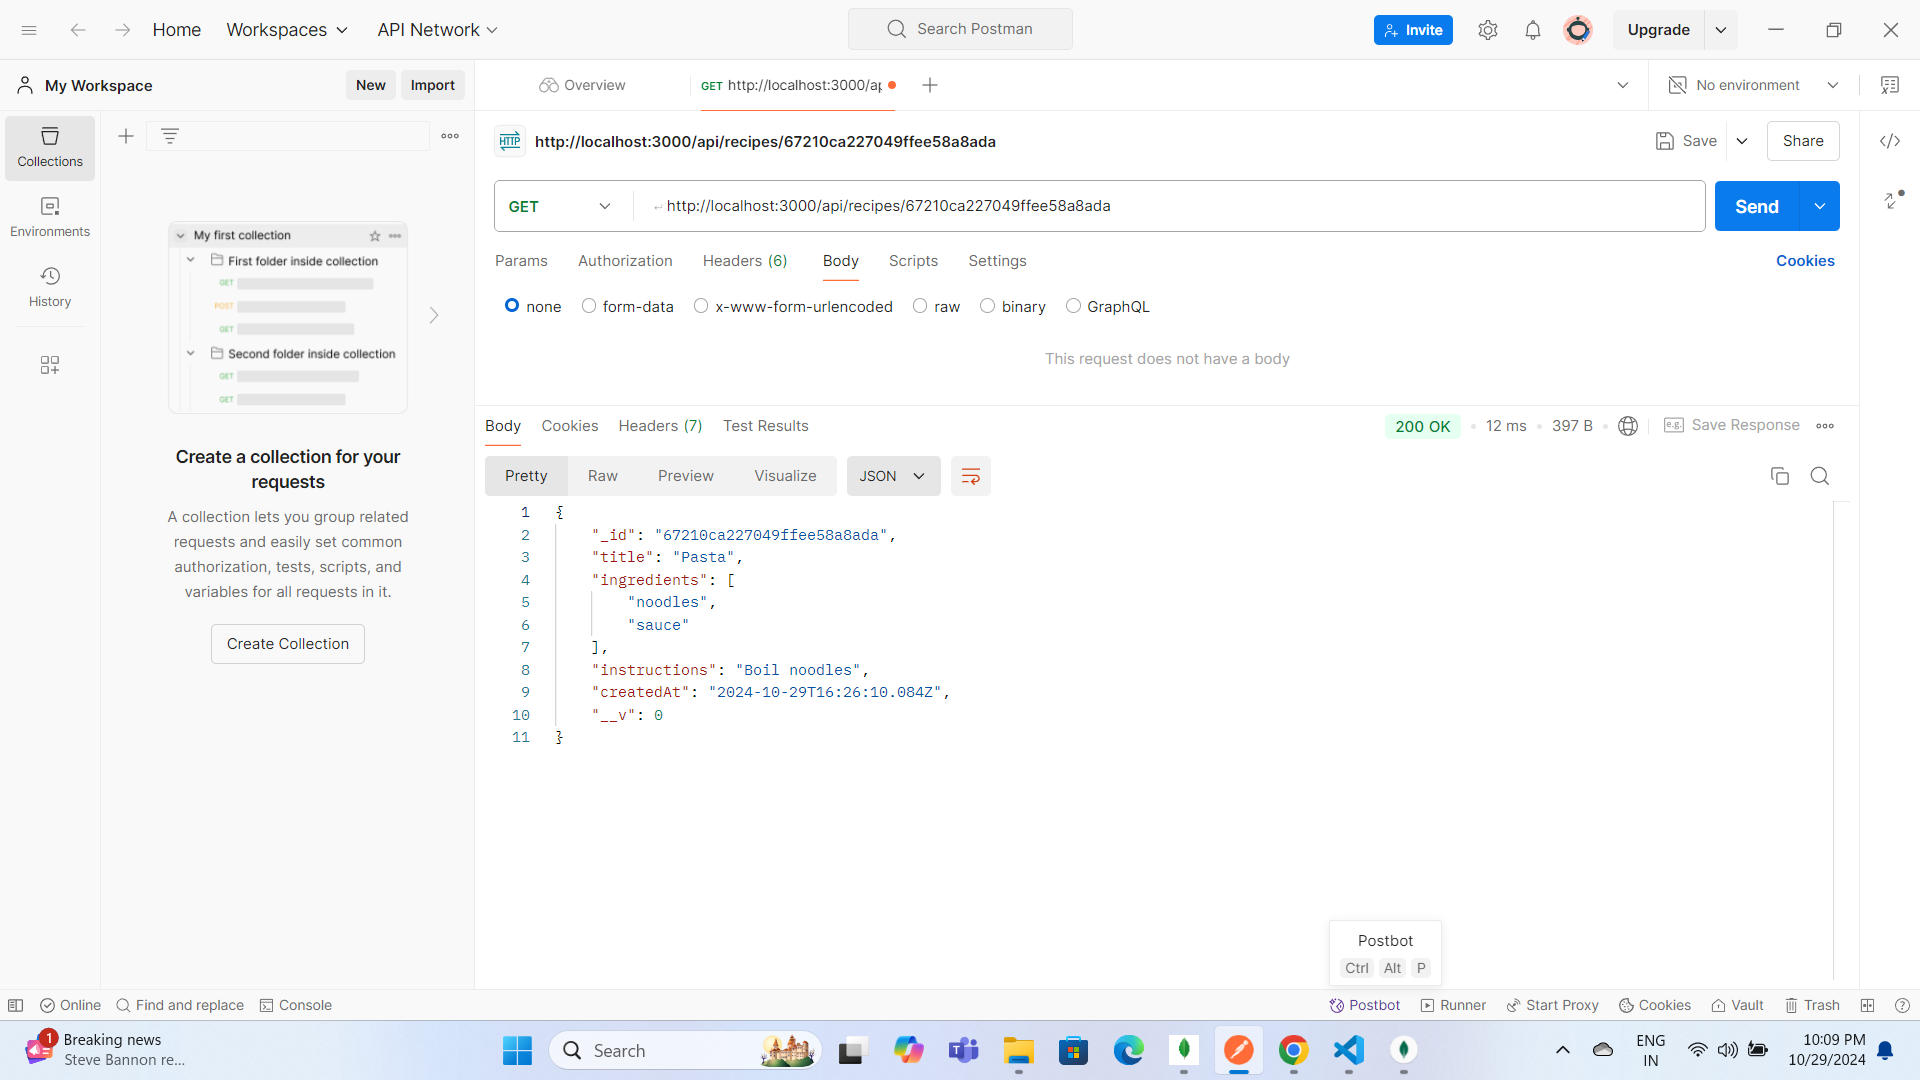 Home
Workspaces
API Network
Search Postman
Invite
Upgrade
My Workspace
New
Import
Overview
GET http://localhost:3000/ap
No environment
Collections
Environments
History
My first collection
First folder inside collection
GET
POST
GET
Second folder inside collection
GET
GET
Create a collection for your
requests
A collection lets you group related
requests and easily set common
authorization, tests, scripts, and
variables for all requests in it.
Create Collection
HTTP
http://localhost:3000/api/recipes/67210ca227049ffee58a8ada
Save
Share
GET
http://localhost:3000/api/recipes/67210ca227049ffee58a8ada
Send
Params
Authorization
Headers (6)
Body
Scripts
Settings
Cookies
none
form-data
x-www-form-urlencoded
raw
binary
GraphQL
This request does not have a body
Body
Cookies
Headers (7)
Test Results
200 OK
12 ms
397 B
e.g. Save Response
Pretty
Raw
Preview
Visualize
JSON
1 {
2 "_id": "67210ca227049ffee58a8ada",
3 "title": "Pasta",
4 "ingredients": [
5 "noodles",
6 "sauce"
7 ],
8 "instructions": "Boil noodles",
9 "createdAt": "2024-10-29T16:26:10.084Z",
10 "__v": 0
11 }
Postbot
Ctrl Alt P
Online
Find and replace
Console
Postbot
Runner
Start Proxy
Cookies
Vault
Trash
1
Breaking news
Steve Bannon re...
Search
ENG
IN
10:09 PM
10/29/2024